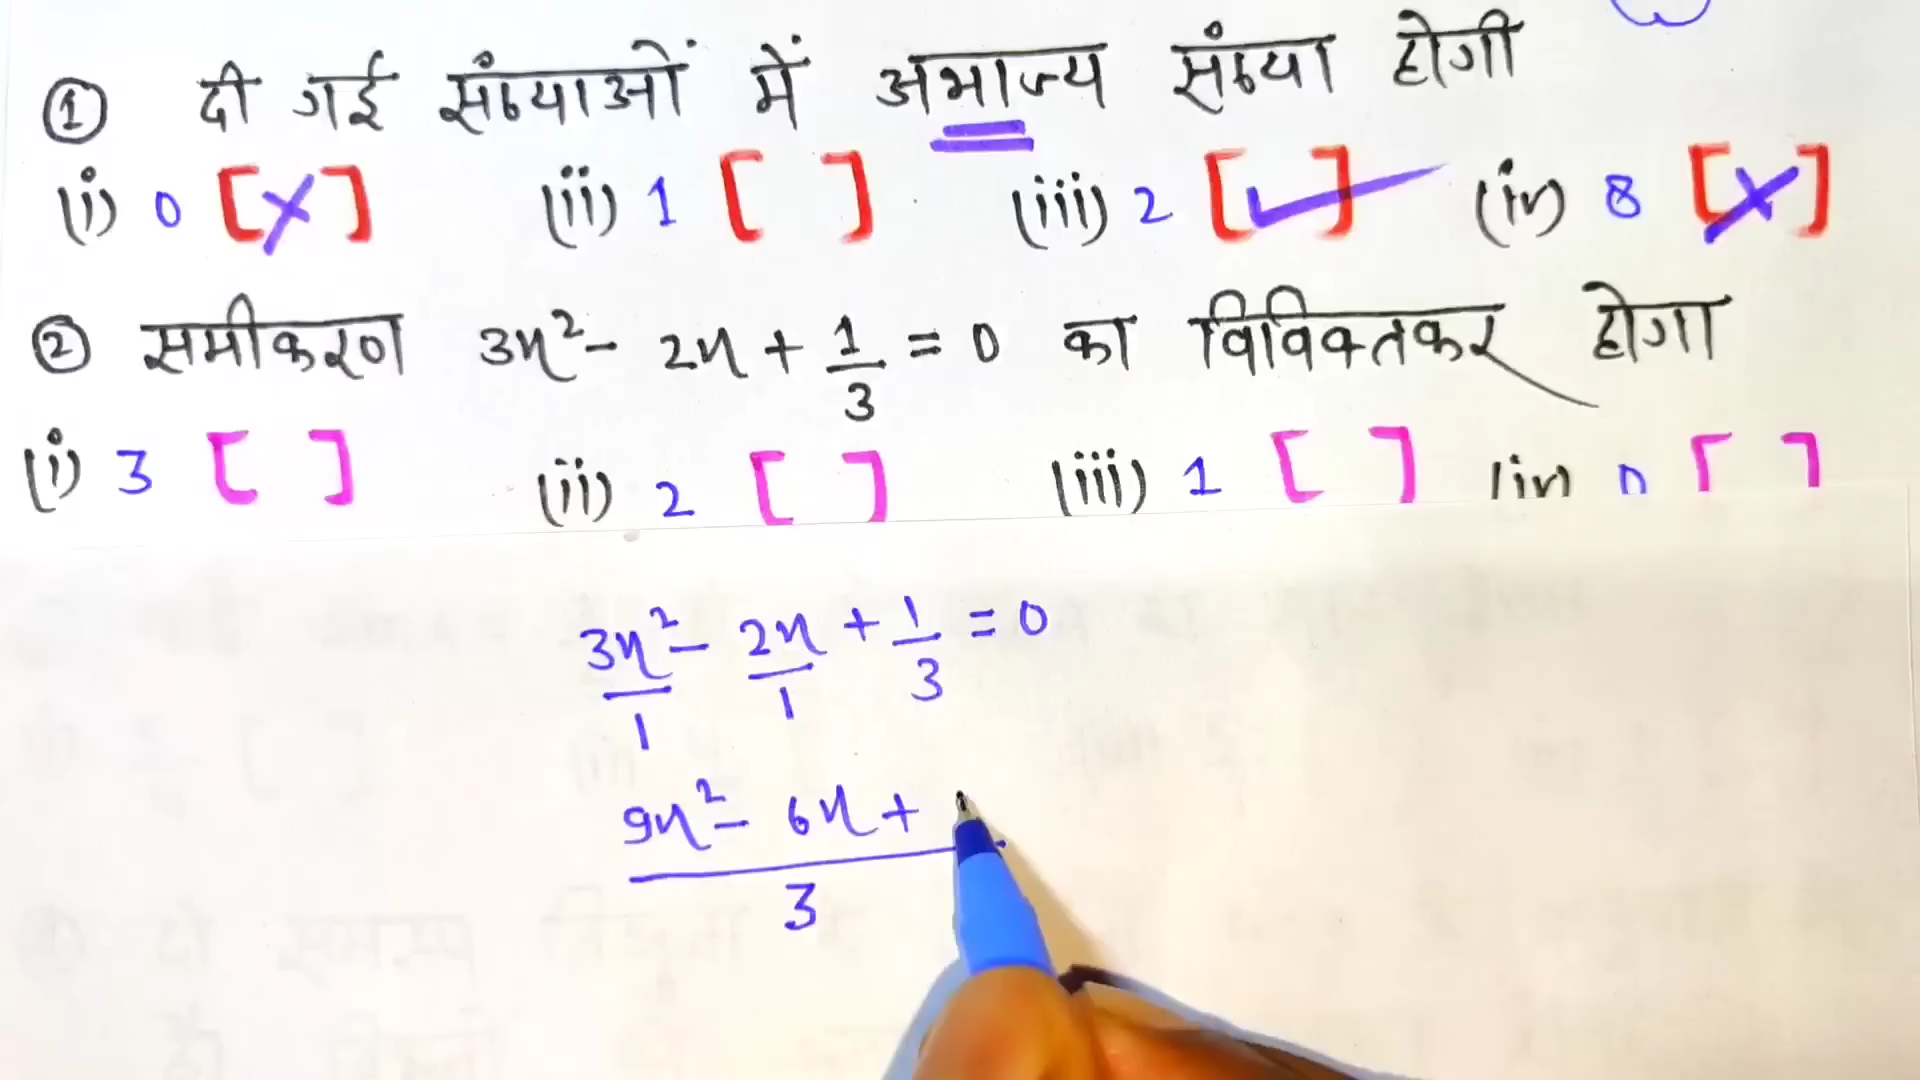 ① दी गई संख्याओं में अभाज्य संख्या होगी
(i) 0 [×] (ii) 1 [ ] (iii) 2 [✓] (iv) 8 [×]
② समीकरण 3x² - 2x + 1/3 = 0 का विविक्तकर होगा
(i) 3 [ ] (ii) 2 [ ] (iii) 1 [ ] (iv) 0 [ ]
3x²/1 - 2x/1 + 1/3 = 0
9x² - 6x +
3